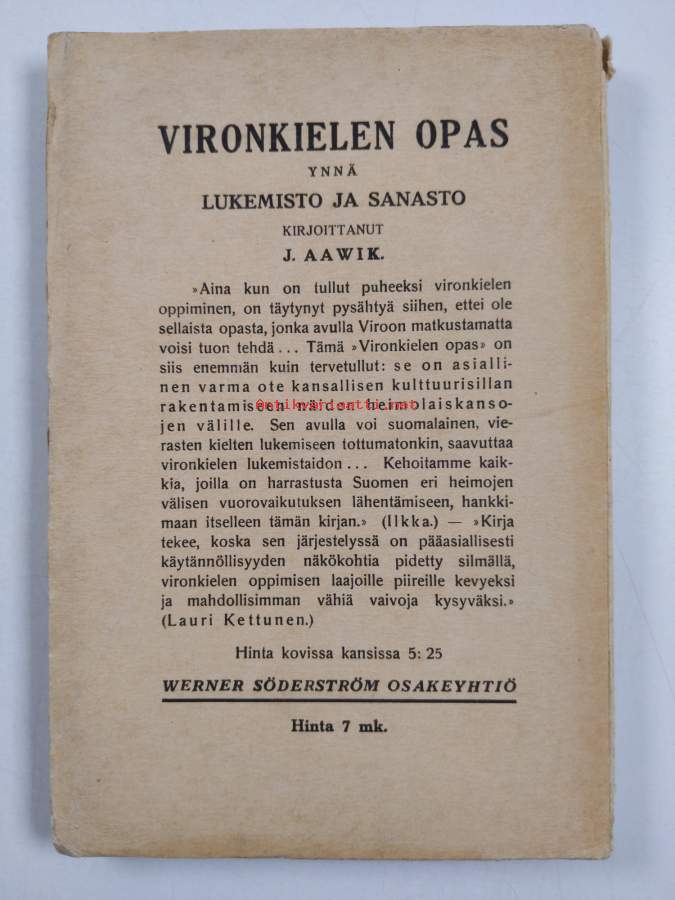 VIRONKIELEN OPAS
YNNÄ
LUKEMISTO JA SANASTO
KIRJOITTANUT
J. AAWIK.
»Aina kun on tullut puheeksi vironkielen
oppiminen, on täytynyt pysähtyä siihen, ettei ole
sellaista opasta, jonka avulla Viroon matkustamatta
voisi tuon tehdä... Tämä »Vironkielen opas» on
siis enemmän kuin tervetullut: se on asialli-
nen varma ote kansallisen kulttuurisillan
rakentamiseen näiden heimolaiskanso-
Antikvariaatti.net
jen välille. Sen avulla voi suomalainen, vie-
rasten kielten lukemiseen tottumatonkin, saavuttaa
vironkielen lukemistaidon... Kehoitamme kaik-
kia, joilla on harrastusta Suomen eri heimojen
välisen vuorovaikutuksen lähentämiseen, hankki-
maan itselleen tämän kirjan.» (Ilkka.) — »Kirja
tekee, koska sen järjestelyssä on pääasiallisesti
käytännöllisyyden näkökohtia pidetty silmällä,
vironkielen oppimisen laajoille piireille kevyeksi
ja mahdollisimman vähiä vaivoja kysyväksi.»
(Lauri Kettunen.)
Hinta kovissa kansissa 5: 25
WERNER SÖDERSTRÖM OSAKEYHTIÖ
Hinta 7 mk.